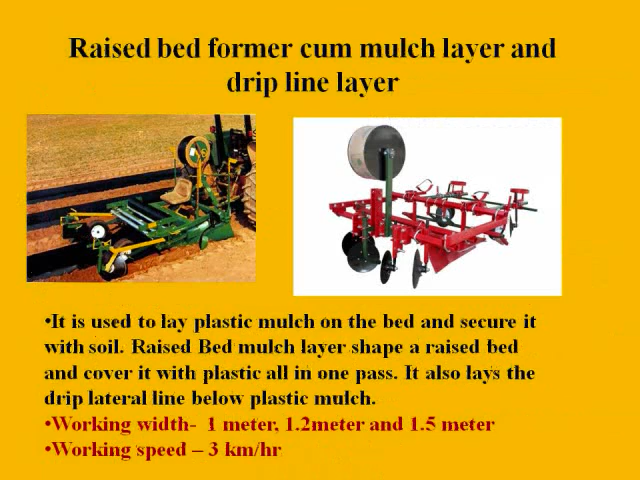 Raised bed former cum mulch layer and
drip line layer
•It is used to lay plastic mulch on the bed and secure it
with soil. Raised Bed mulch layer shape a raised bed
and cover it with plastic all in one pass. It also lays the
drip lateral line below plastic mulch.
•Working width- 1 meter, 1.2meter and 1.5 meter
•Working speed – 3 km/hr